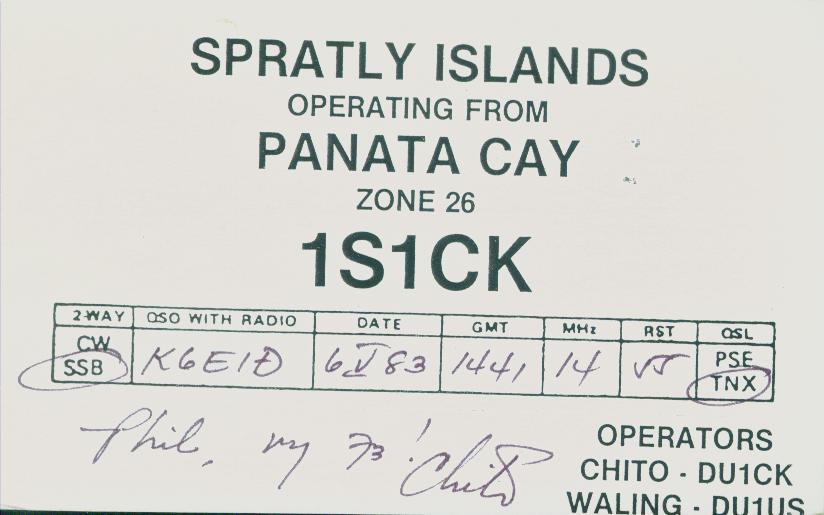 SPRATLY ISLANDS
OPERATING FROM
PANATA CAY
ZONE 26
1S1CK
2-WAY QSO WITH RADIO DATE GMT MHz RST QSL
CW PSE
SSB K6EID 6 V 83 1441 14 55 TNX
Phil, my 73! Chito
OPERATORS
CHITO - DU1CK
WALING - DU1US